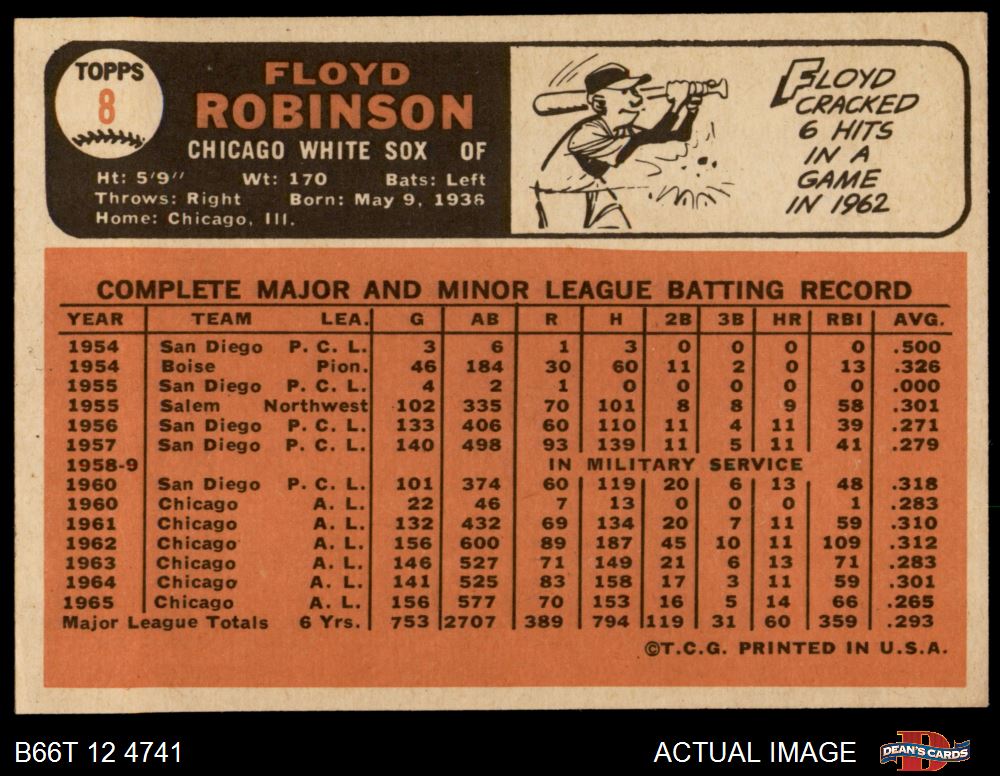 TOPPS
8
FLOYD
ROBINSON
CHICAGO WHITE SOX OF
Ht: 5'9" Wt: 170 Bats: Left
Throws: Right Born: May 9, 1936
Home: Chicago, Ill.
FLOYD
CRACKED
6 HITS
IN A
GAME
IN 1962
COMPLETE MAJOR AND MINOR LEAGUE BATTING RECORD
YEAR TEAM LEA. G AB R H 2B 3B HR RBI AVG.
1954 San Diego P. C. L. 3 6 1 3 0 0 0 0 .500
1954 Boise Pion. 46 184 30 60 11 2 0 13 .326
1955 San Diego P. C. L. 4 2 1 0 0 0 0 0 .000
1955 Salem Northwest 102 335 70 101 8 8 9 58 .301
1956 San Diego P. C. L. 133 406 60 110 11 4 11 39 .271
1957 San Diego P. C. L. 140 498 93 139 11 5 11 41 .279
1958-9 IN MILITARY SERVICE
1960 San Diego P. C. L. 101 374 60 119 20 6 13 48 .318
1960 Chicago A. L. 22 46 7 13 0 0 0 1 .283
1961 Chicago A. L. 132 432 69 134 20 7 11 59 .310
1962 Chicago A. L. 156 600 89 187 45 10 11 109 .312
1963 Chicago A. L. 146 527 71 149 21 6 13 71 .283
1964 Chicago A. L. 141 525 83 158 17 3 11 59 .301
1965 Chicago A. L. 156 577 70 153 16 5 14 66 .265
Major League Totals 6 Yrs. 753 2707 389 794 119 31 60 359 .293
©T.C.G. PRINTED IN U.S.A.
B66T 12 4741 ACTUAL IMAGE DEAN'S CARDS